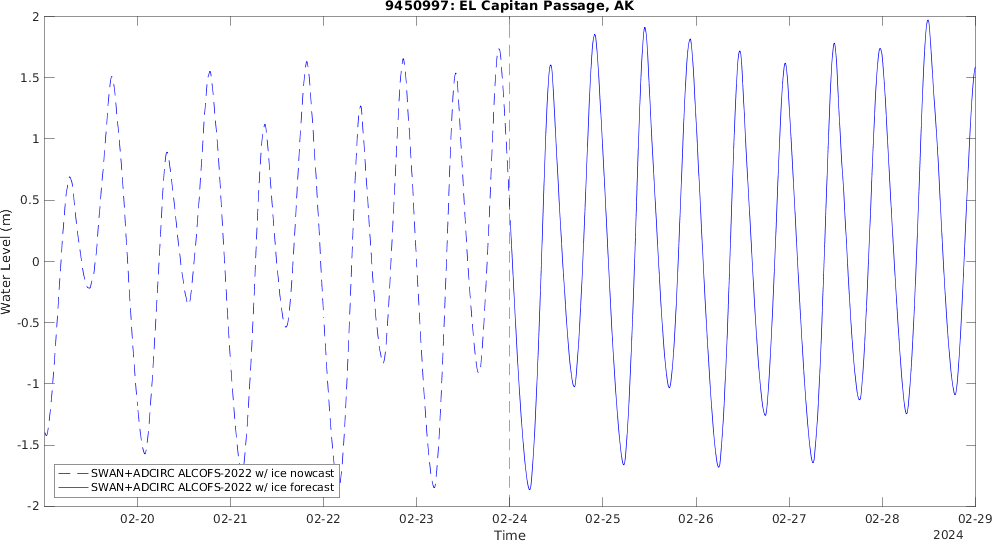 9450997: EL Capitan Passage, AK
2
1.5
1
0.5
0
-0.5
-1
-1.5
-2
Water Level (m)
SWAN+ADCIRC ALCOFS-2022 w/ ice nowcast
SWAN+ADCIRC ALCOFS-2022 w/ ice forecast
02-20 02-21 02-22 02-23 02-24 02-25 02-26 02-27 02-28 02-29
Time
2024